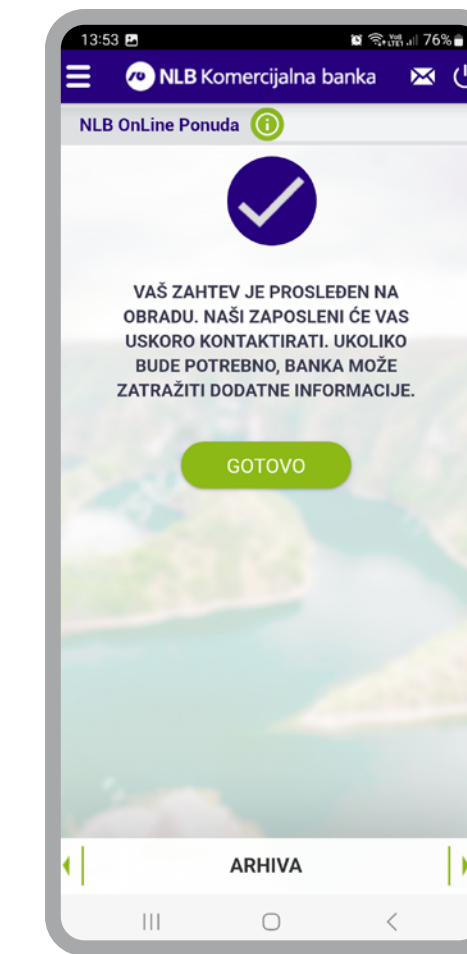 13:53 76%
NLB Komercijalna banka
NLB OnLine Ponuda
VAŠ ZAHTEV JE PROSLEĐEN NA
OBRADU. NAŠI ZAPOSLENI ĆE VAS
USKORO KONTAKTIRATI. UKOLIKO
BUDE POTREBNO, BANKA MOŽE
ZATRAŽITI DODATNE INFORMACIJE.
GOTOVO
ARHIVA